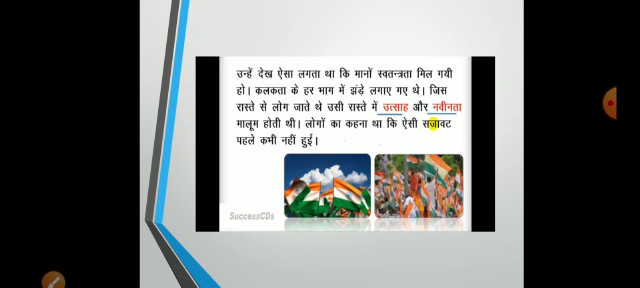 उन्हें देख ऐसा लगता था कि मानों स्वतन्त्रता मिल गयी
हो। कलकता के हर भाग में झंड़े लगाए गए थे। जिस
रास्ते से लोग जाते थे उसी रास्ते में उत्साह और नवीनता
मालूम होती थी। लोगों का कहना था कि ऐसी सजावट
पहले कभी नहीं हुई।
SuccessCDs